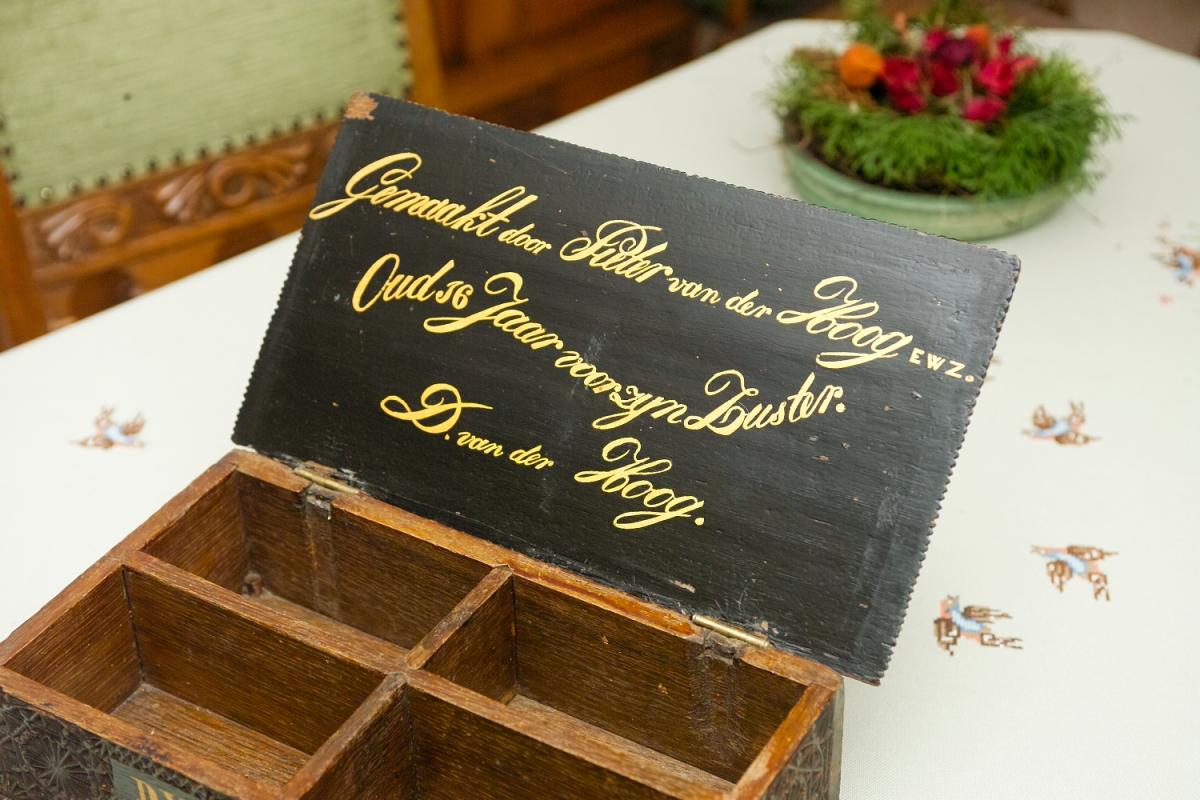 Gemaakt door Pieter van der Hoog EWZ.
Oud 16 Jaar voor zyn Zuster.
D. van der Hoog.